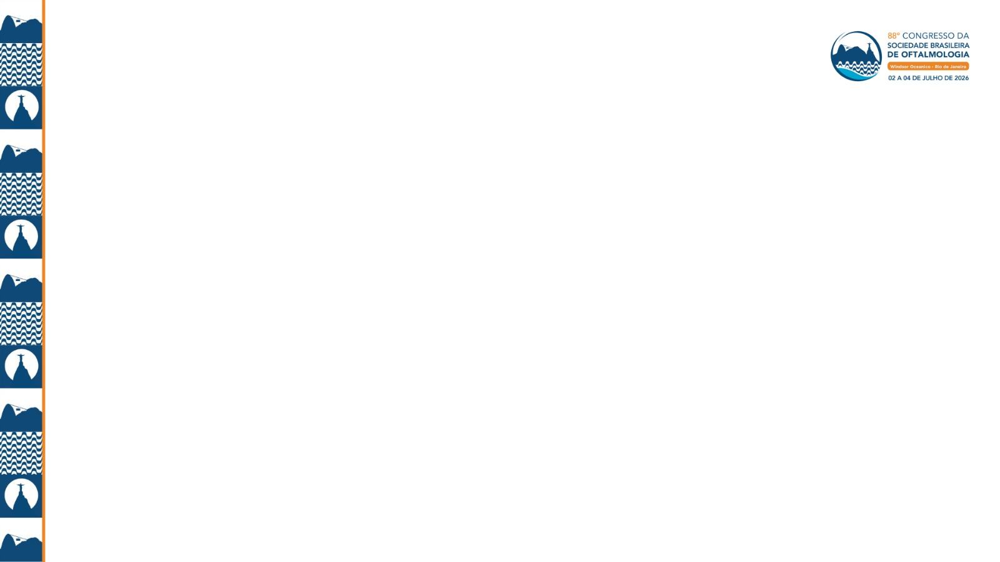 88º CONGRESSO DA
SOCIEDADE BRASILEIRA
DE OFTALMOLOGIA
Windsor Oceanico - Rio de Janeiro
02 A 04 DE JULHO DE 2026